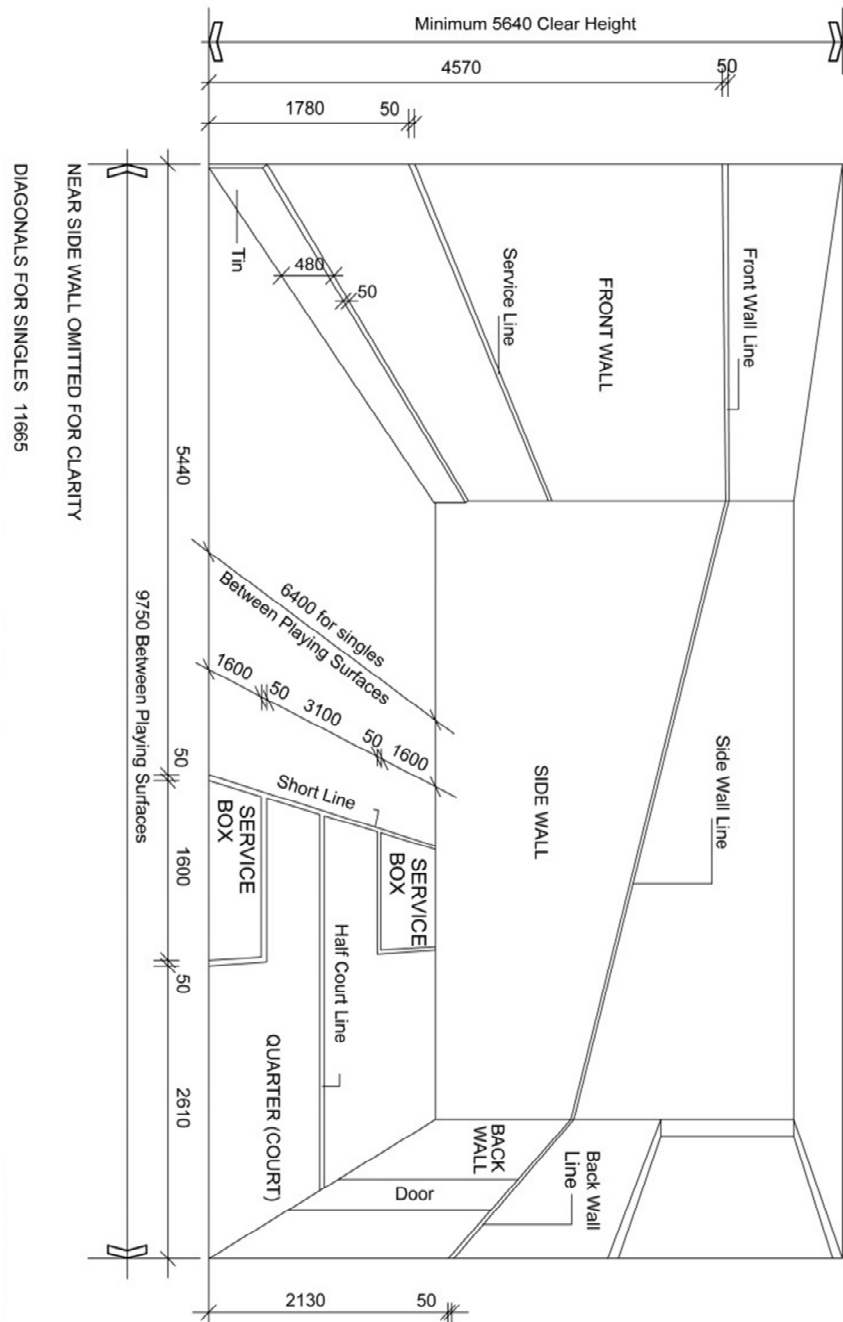 Minimum 5640 Clear Height
4570
50
1780
50
Tin
480
50
Service Line
FRONT WALL
Front Wall Line
NEAR SIDE WALL OMITTED FOR CLARITY
DIAGONALS FOR SINGLES 11665
5440
9750 Between Playing Surfaces
6400 for singles
Between Playing Surfaces
1600
50
3100
50
1600
SIDE WALL
Side Wall Line
50
Short Line
SERVICE
BOX
SERVICE
BOX
1600
Half Court Line
50
QUARTER (COURT)
2610
BACK
WALL
Door
Back Wall
Line
2130
50